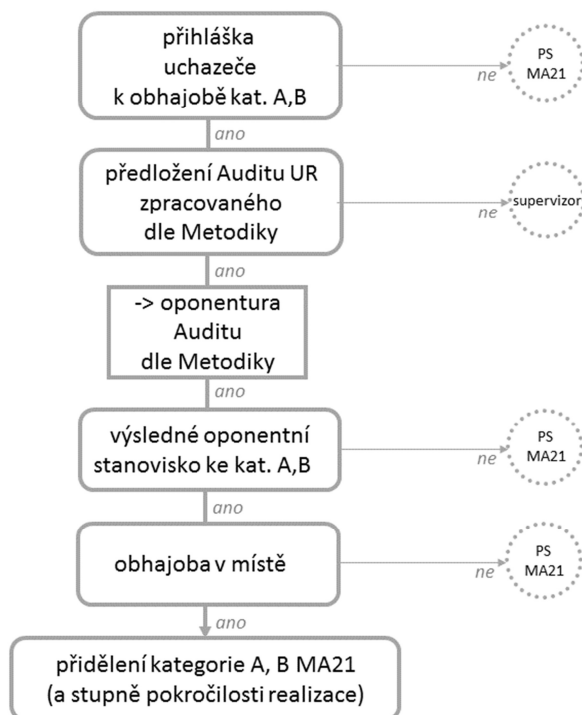 přihláška
uchazeče
k obhajobě kat. A,B
ne
PS
MA21
ano
předložení Auditu UR
zpracovaného
dle Metodiky
ne
supervizor
ano
-> oponentura
Auditu
dle Metodiky
ano
výsledné oponentní
stanovisko ke kat. A,B
ne
PS
MA21
ano
obhajoba v místě
ne
PS
MA21
ano
přidělení kategorie A, B MA21
(a stupně pokročilosti realizace)